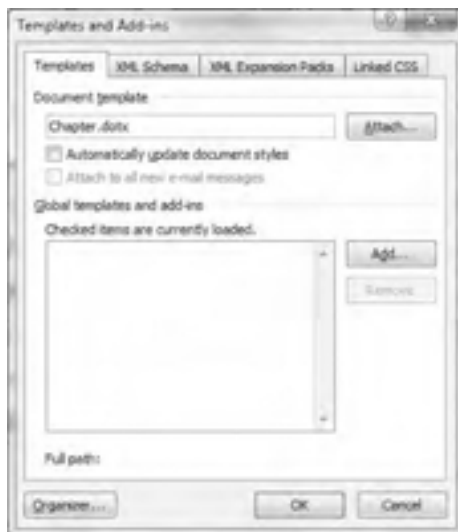 Templates and Add-ins
Templates XML Schema XML Expansion Packs Linked CSS
Document template
Chapter.dotx Attach...
Automatically update document styles
Attach to all new e-mail messages
Global templates and add-ins
Checked items are currently loaded.
Add...
Remove
Full path:
Organizer... OK Cancel